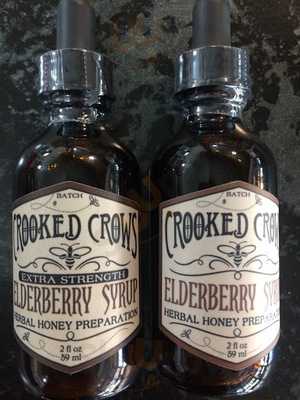 BATCH
#
CROOKED CROWS
EXTRA STRENGTH
ELDERBERRY SYRUP
HERBAL HONEY PREPARATION
2 fl oz
59 ml
BATCH
#
CROOKED CROWS
ELDERBERRY SYRUP
HERBAL HONEY PREPARATION
2 fl oz
59 ml